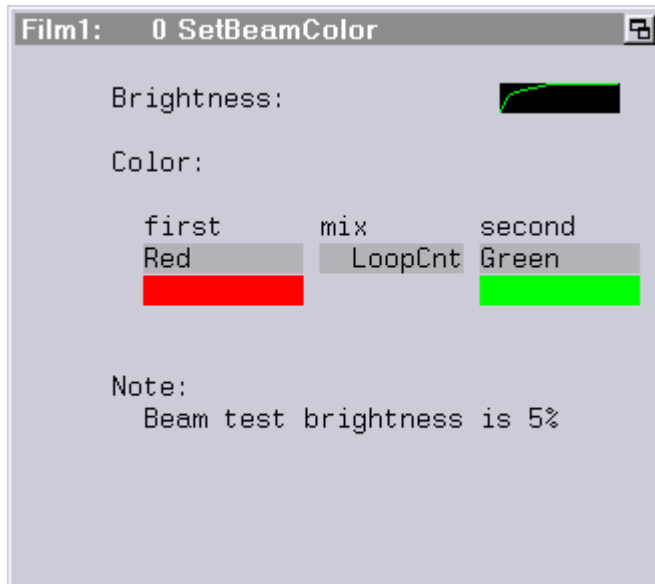 Film1: 0 SetBeamColor
Brightness:
Color:
first mix second
Red LoopCnt Green
Note:
Beam test brightness is 5%